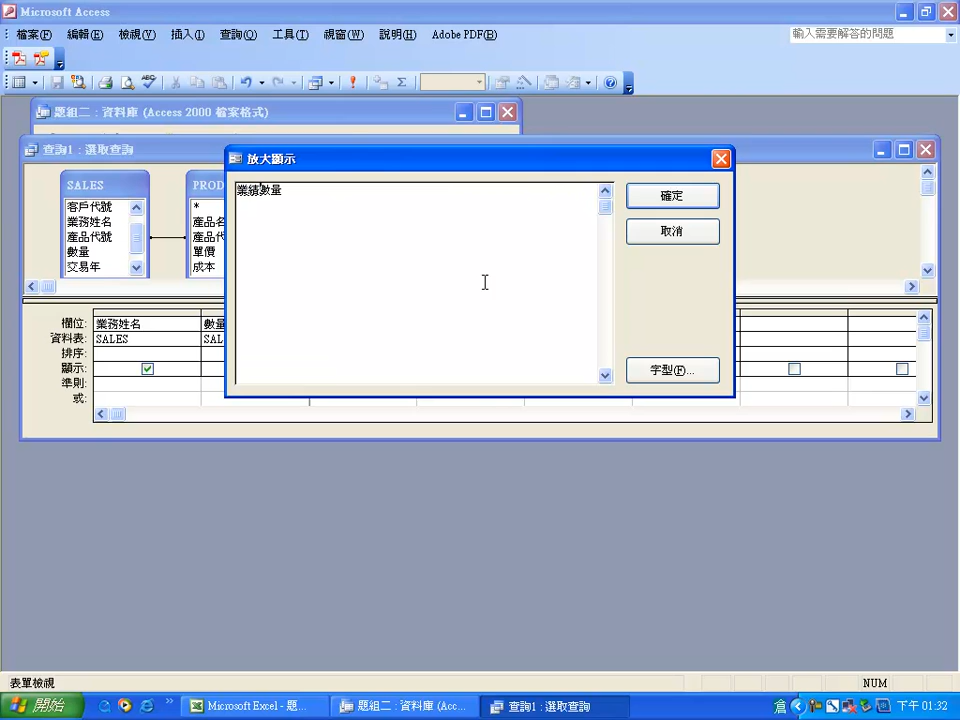 Microsoft Access
檔案(F) 編輯(E) 檢視(V) 插入(I) 查詢(Q) 工具(T) 視窗(W) 說明(H) Adobe PDF(B) 輸入需要解答的問題
題組二 : 資料庫 (Access 2000 檔案格式)
查詢1 : 選取查詢
放大顯示
SALES
客戶代號
業務姓名
產品代號
數量
交易年
PROD
*
產品名
產品代
單價
成本
業績數量
確定
取消
字型(F)...
欄位: 業務姓名 數量
資料表: SALES SAL
排序:
顯示:
準則:
或:
表單檢視 NUM
開始 Microsoft Excel - 題... 題組二 : 資料庫 (Acc... 查詢1 : 選取查詢 倉 下午 01:32